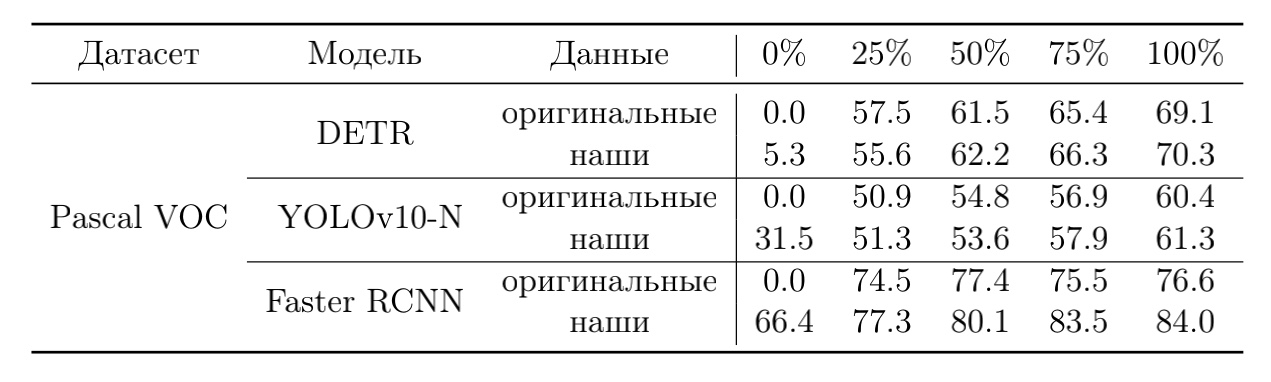 Датасет Модель Данные 0% 25% 50% 75% 100%
оригинальные 0.0 57.5 61.5 65.4 69.1
DETR
наши 5.3 55.6 62.2 66.3 70.3
оригинальные 0.0 50.9 54.8 56.9 60.4
Pascal VOC YOLOv10-N
наши 31.5 51.3 53.6 57.9 61.3
оригинальные 0.0 74.5 77.4 75.5 76.6
Faster RCNN
наши 66.4 77.3 80.1 83.5 84.0